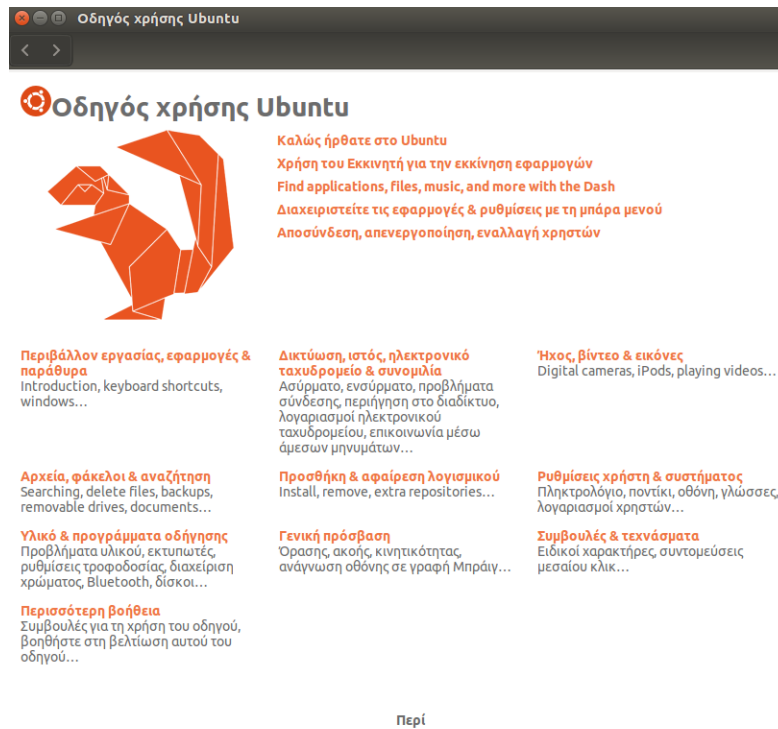 Οδηγός χρήσης Ubuntu
Οδηγός χρήσης Ubuntu
Καλώς ήρθατε στο Ubuntu
Χρήση του Εκκινητή για την εκκίνηση εφαρμογών
Find applications, files, music, and more with the Dash
Διαχειριστείτε τις εφαρμογές & ρυθμίσεις με τη μπάρα μενού
Αποσύνδεση, απενεργοποίηση, εναλλαγή χρηστών
Περιβάλλον εργασίας, εφαρμογές &
παράθυρα
Introduction, keyboard shortcuts,
windows…
Δικτύωση, ιστός, ηλεκτρονικό
ταχυδρομείο & συνομιλία
Ασύρματο, ενσύρματο, προβλήματα
σύνδεσης, περιήγηση στο διαδίκτυο,
λογαριασμοί ηλεκτρονικού
ταχυδρομείου, επικοινωνία μέσω
άμεσων μηνυμάτων…
Ήχος, βίντεο & εικόνες
Digital cameras, iPods, playing videos…
Αρχεία, φάκελοι & αναζήτηση
Searching, delete files, backups,
removable drives, documents…
Προσθήκη & αφαίρεση λογισμικού
Install, remove, extra repositories…
Ρυθμίσεις χρήστη & συστήματος
Πληκτρολόγιο, ποντίκι, οθόνη, γλώσσες,
λογαριασμοί χρηστών…
Υλικό & προγράμματα οδήγησης
Προβλήματα υλικού, εκτυπωτές,
ρυθμίσεις τροφοδοσίας, διαχείριση
χρώματος, Bluetooth, δίσκοι…
Γενική πρόσβαση
Όρασης, ακοής, κινητικότητας,
ανάγνωση οθόνης σε γραφή Μπράιγ…
Συμβουλές & τεχνάσματα
Ειδικοί χαρακτήρες, συντομεύσεις
μεσαίου κλικ…
Περισσότερη βοήθεια
Συμβουλές για τη χρήση του οδηγού,
βοηθήστε στη βελτίωση αυτού του
οδηγού…
Περί